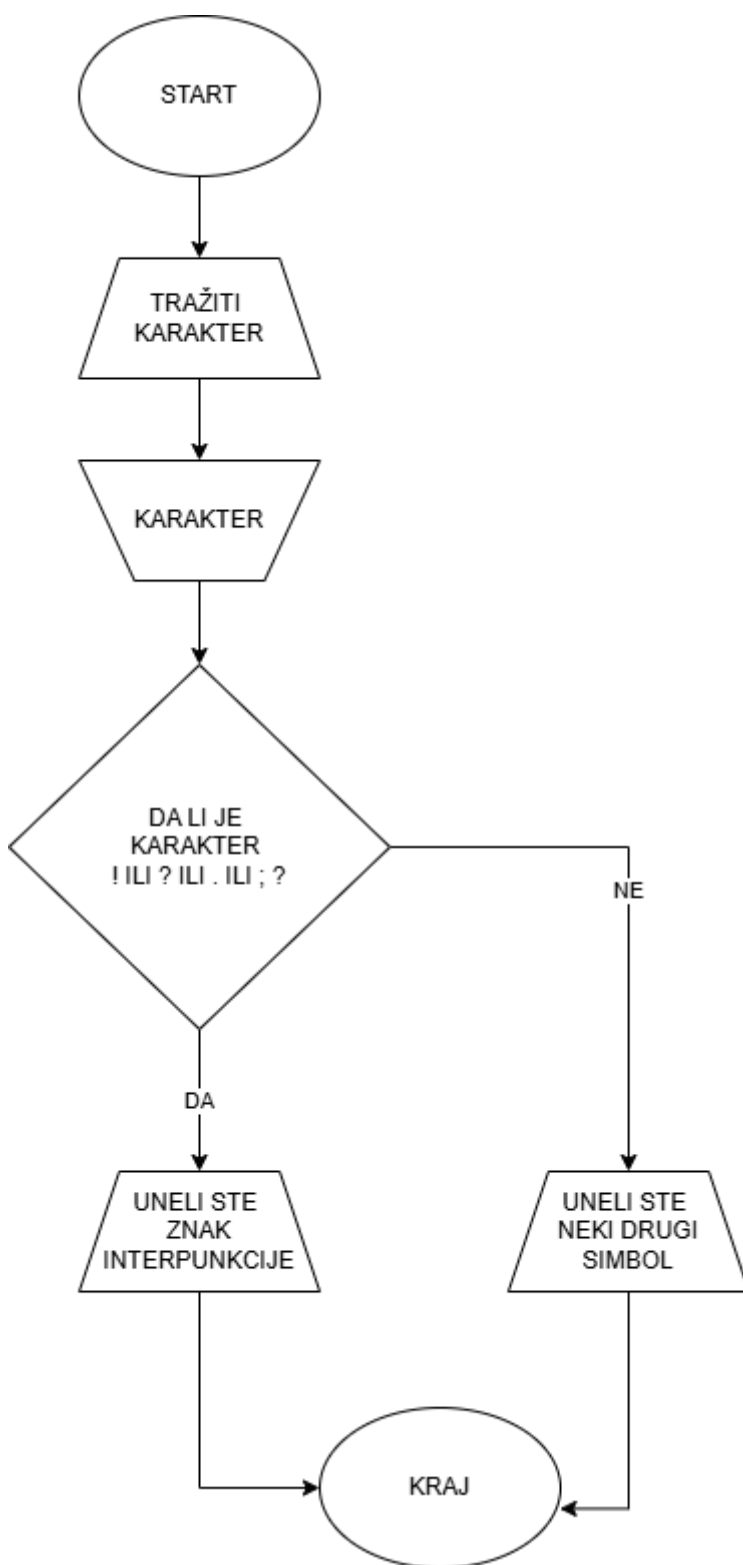 START
TRAŽITI
KARAKTER
KARAKTER
DA LI JE
KARAKTER
! ILI ? ILI . ILI ; ?
NE
DA
UNELI STE
ZNAK
INTERPUNKCIJE
UNELI STE
NEKI DRUGI
SIMBOL
KRAJ